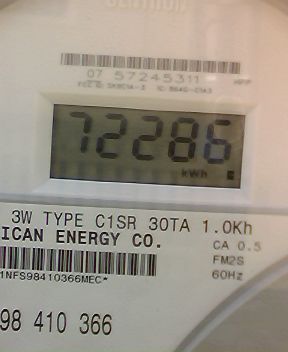 07 57245311
72286
kWh
3W TYPE C1SR 30TA 1.0Kh
ICAN ENERGY CO.
CA 0.5
FM2S
60Hz
1NFS98410366MEC*
98 410 366